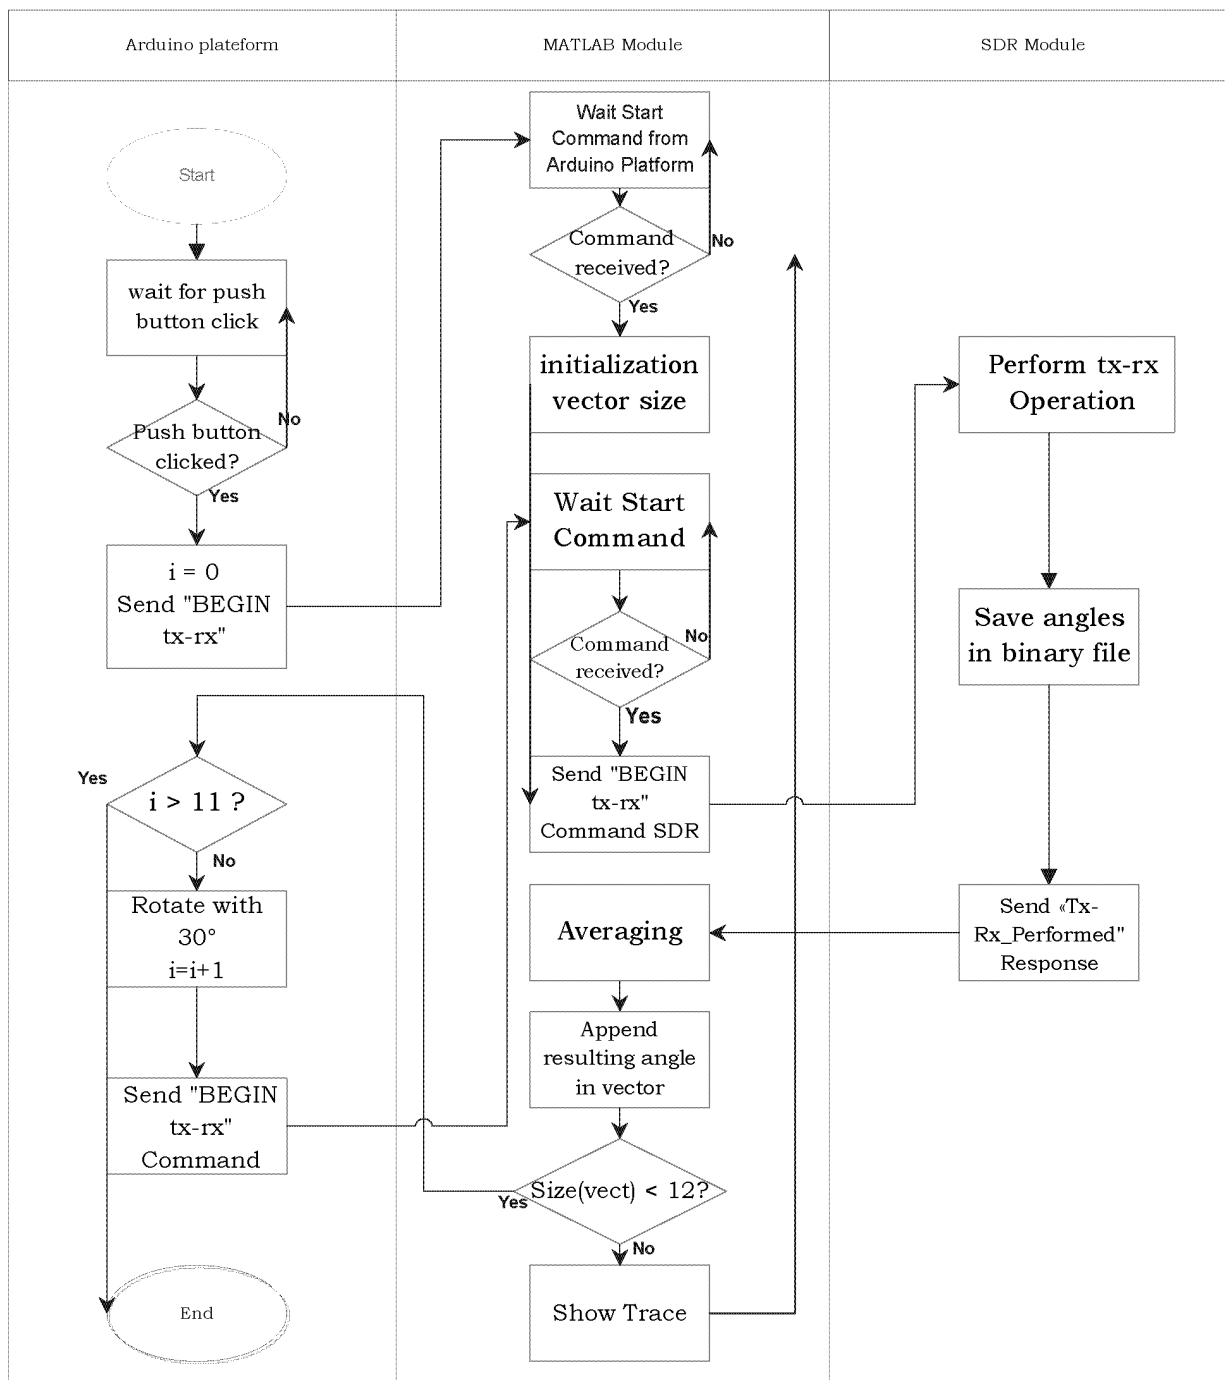 Arduino plateform
MATLAB Module
SDR Module
Start
wait for push
button click
No
Push button
clicked?
Yes
i = 0
Send "BEGIN
tx-rx"
Yes
i > 11 ?
No
Rotate with
30°
i=i+1
Send "BEGIN
tx-rx"
Command
End
Wait Start
Command from
Arduino Platform
Command
received?
No
Yes
initialization
vector size
Wait Start
Command
No
Command
received?
Yes
Send "BEGIN
tx-rx"
Command SDR
Averaging
Append
resulting angle
in vector
Size(vect) < 12?
Yes
No
Show Trace
Perform tx-rx
Operation
Save angles
in binary file
Send «Tx-
Rx_Performed"
Response